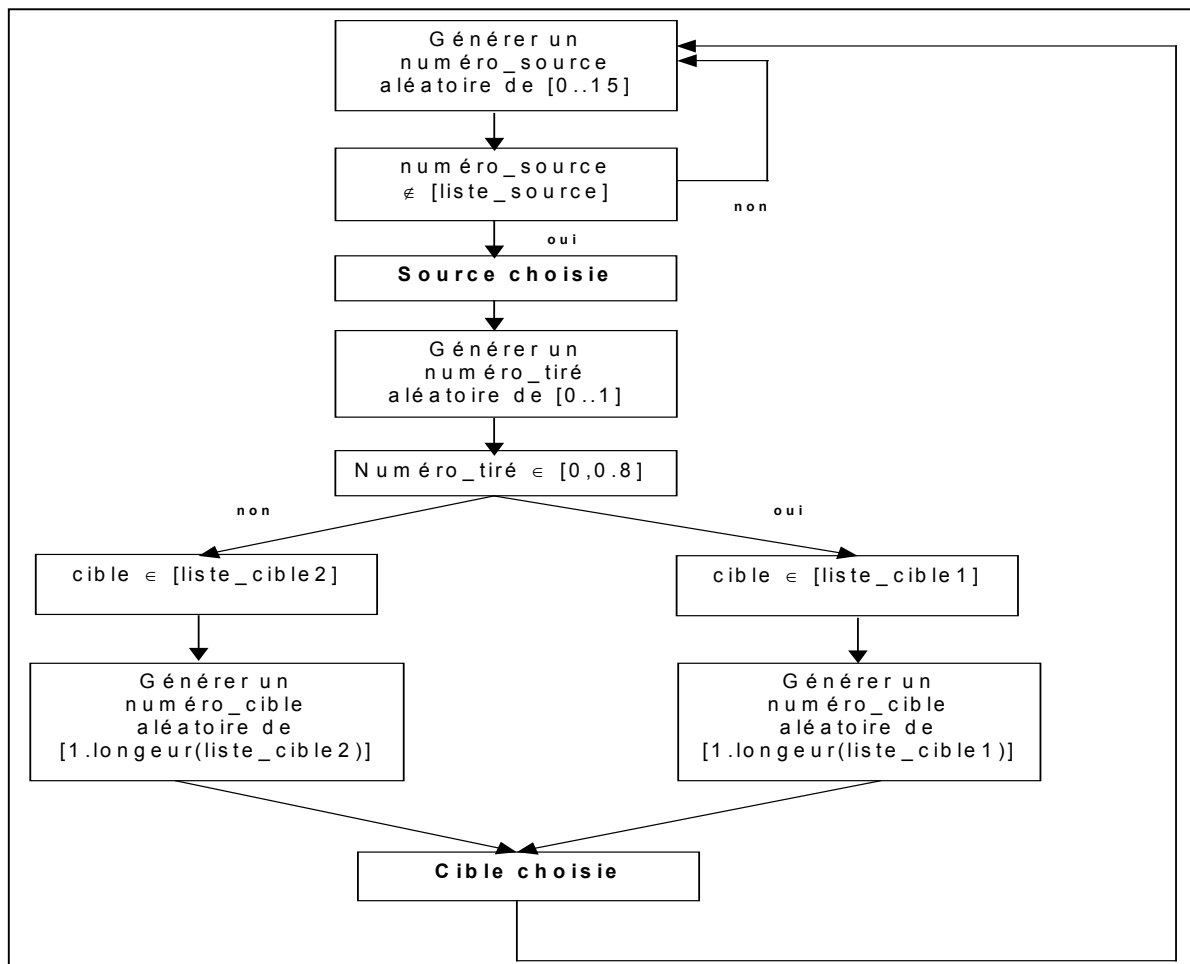 Générer un
numéro_source
aléatoire de [0..15]
numéro_source
∉ [liste_source]
non
oui
Source choisie
Générer un
numéro_tiré
aléatoire de [0..1]
Numéro_tiré ∈ [0,0.8]
non
oui
cible ∈ [liste_cible2]
cible ∈ [liste_cible1]
Générer un
numéro_cible
aléatoire de
[1.longeur(liste_cible2)]
Générer un
numéro_cible
aléatoire de
[1.longeur(liste_cible1)]
Cible choisie